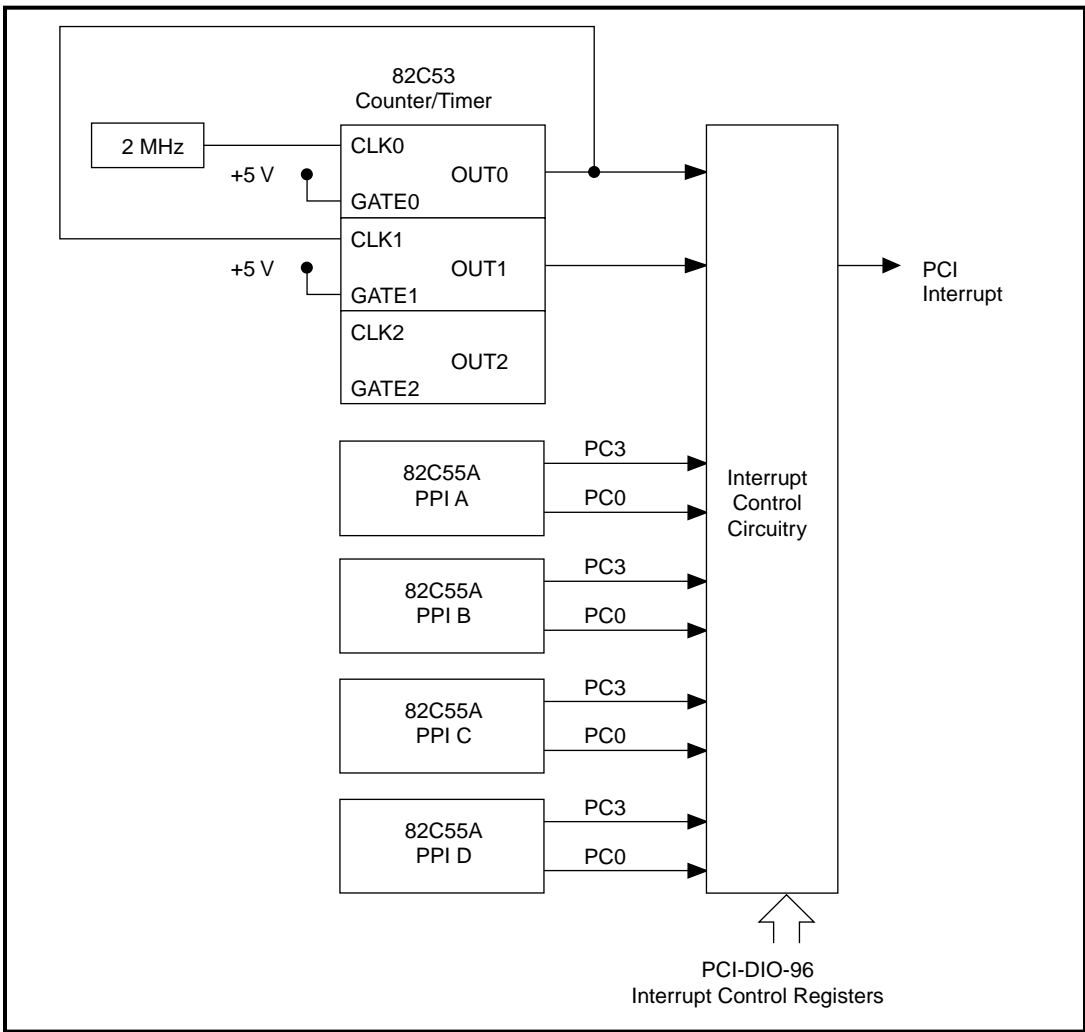 82C53
Counter/Timer
2 MHz
CLK0
+5 V
OUT0
GATE0
CLK1
+5 V
OUT1
GATE1
CLK2
OUT2
GATE2
PCI
Interrupt
82C55A
PPI A
PC3
PC0
Interrupt
Control
Circuitry
82C55A
PPI B
PC3
PC0
82C55A
PPI C
PC3
PC0
82C55A
PPI D
PC3
PC0
PCI-DIO-96
Interrupt Control Registers